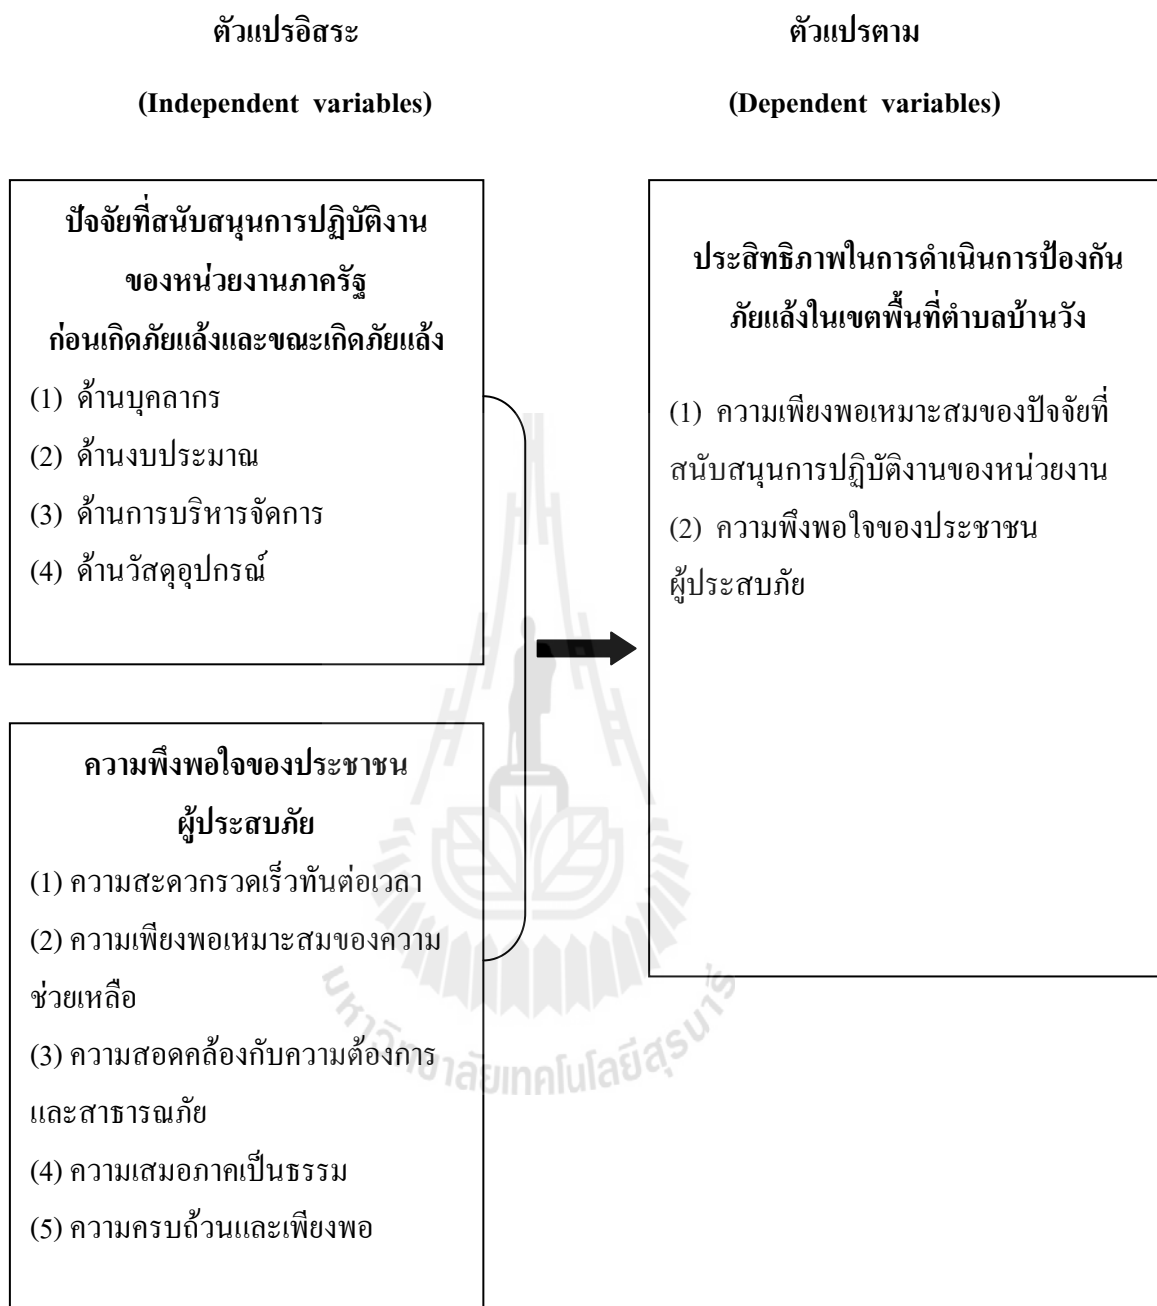 ตัวแปรอิสระ
(Independent variables)
ตัวแปรตาม
(Dependent variables)
ปัจจัยที่สนับสนุนการปฏิบัติงาน
ของหน่วยงานภาครัฐ
ก่อนเกิดภัยแล้งและขณะเกิดภัยแล้ง
(1) ด้านบุคลากร
(2) ด้านงบประมาณ
(3) ด้านการบริหารจัดการ
(4) ด้านวัสดุอุปกรณ์
ความพึงพอใจของประชาชน
ผู้ประสบภัย
(1) ความสะดวกรวดเร็วทันต่อเวลา
(2) ความเพียงพอเหมาะสมของความ
ช่วยเหลือ
(3) ความสอดคล้องกับความต้องการ
และสาธารณภัย
(4) ความเสมอภาคเป็นธรรม
(5) ความครบถ้วนและเพียงพอ
ประสิทธิภาพในการดำเนินการป้องกัน
ภัยแล้งในเขตพื้นที่ตำบลบ้านวัง
(1) ความเพียงพอเหมาะสมของปัจจัยที่
สนับสนุนการปฏิบัติงานของหน่วยงาน
(2) ความพึงพอใจของประชาชน
ผู้ประสบภัย
มหาวิทยาลัยเทคโนโลยีสุรนารี